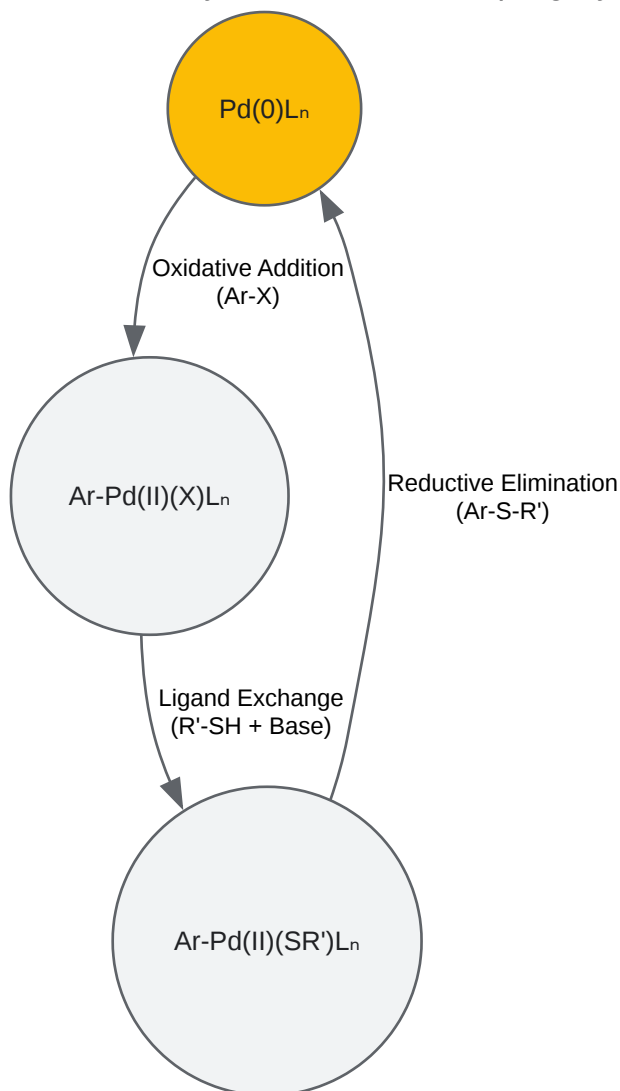 Pd(0)Lₙ
Oxidative Addition
(Ar-X)
Ar-Pd(II)(X)Lₙ
Reductive Elimination
(Ar-S-R')
Ligand Exchange
(R'-SH + Base)
Ar-Pd(II)(SR')Lₙ